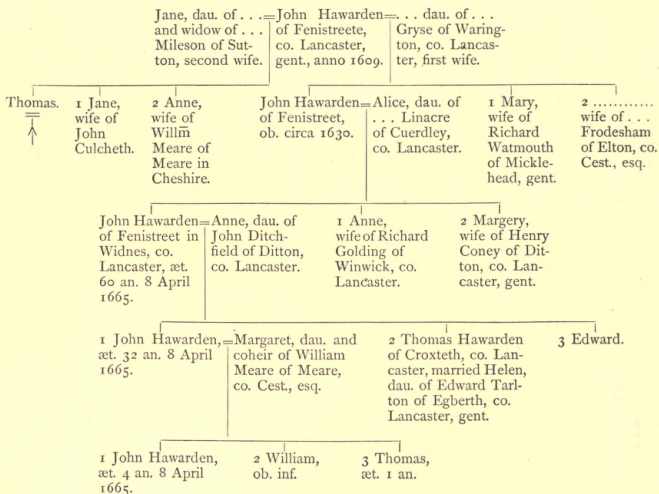 Jane, dau. of . . .
and widow of . . .
Mileson of Sut-
ton, second wife.
=John Hawarden=
of Fenistreete,
co. Lancaster,
gent., anno 1609.
. . . dau. of . . .
Gryse of Waring-
ton, co. Lancas-
ter, first wife.
Thomas.
1 Jane,
wife of
John
Culcheth.
2 Anne,
wife of
Willm̄
Meare of
Meare in
Cheshire.
John Hawarden=
of Fenistreet,
ob. circa 1630.
Alice, dau. of
. . . Linacre
of Cuerdley,
co. Lancaster.
1 Mary,
wife of
Richard
Watmouth
of Mickle-
head, gent.
2 ............
wife of . . .
Frodesham
of Elton, co.
Cest., esq.
John Hawarden=
of Fenistreet in
Widnes, co.
Lancaster, æt.
60 an. 8 April
1665.
Anne, dau. of
John Ditch-
field of Ditton,
co. Lancaster.
1 Anne,
wife of Richard
Golding of
Winwick, co.
Lancaster.
2 Margery,
wife of Henry
Coney of Dit-
ton, co. Lan-
caster, gent.
1 John Hawarden,=
æt. 32 an. 8 April
1665.
Margaret, dau. and
coheir of William
Meare of Meare,
co. Cest., esq.
2 Thomas Hawarden
of Croxteth, co. Lan-
caster, married Helen,
dau. of Edward Tarl-
ton of Egberth, co.
Lancaster, gent.
3 Edward.
1 John Hawarden,
æt. 4 an. 8 April
1665.
2 William,
ob. inf.
3 Thomas,
æt. 1 an.